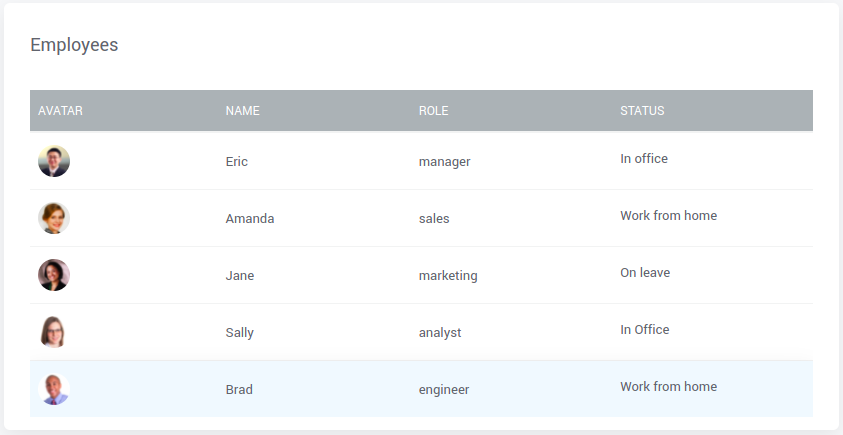 Employees
AVATAR NAME ROLE STATUS
Eric manager In office
Amanda sales Work from home
Jane marketing On leave
Sally analyst In Office
Brad engineer Work from home